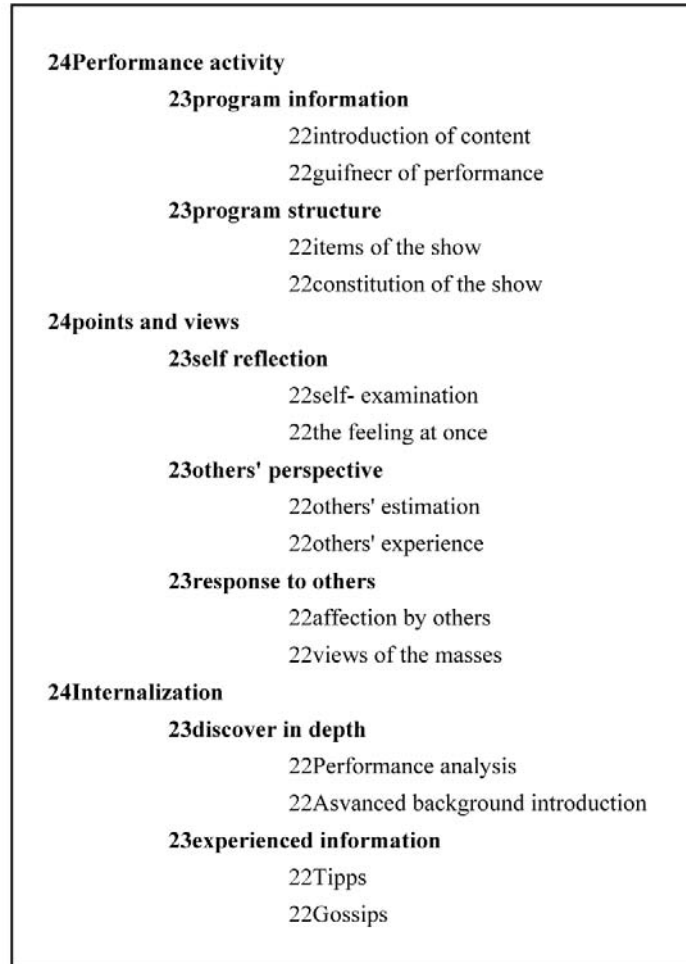 24Performance activity
23program information
22introduction of content
22guifnecr of performance
23program structure
22items of the show
22constitution of the show
24points and views
23self reflection
22self- examination
22the feeling at once
23others' perspective
22others' estimation
22others' experience
23response to others
22affection by others
22views of the masses
24Internalization
23discover in depth
22Performance analysis
22Asvanced background introduction
23experienced information
22Tipps
22Gossips